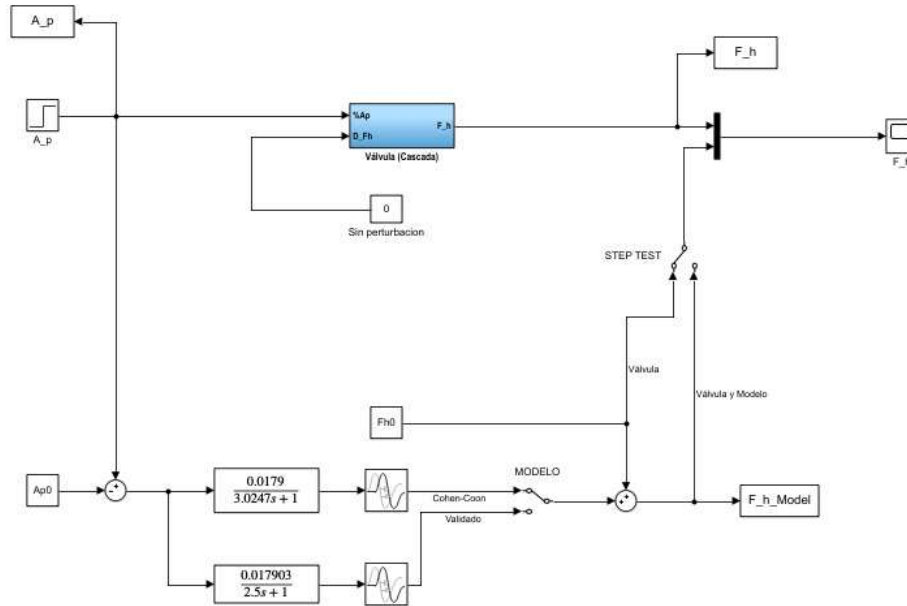 A_p
F_h
A_p
%Ap
D_Fh
F_h
Válvula (Cascada)
0
Sin perturbacion
STEP TEST
Válvula
Válvula y Modelo
Fh0
MODELO
Ap0
0.0179
3.0247s + 1
Cohen-Coon
Validado
F_h_Model
0.017903
2.5s + 1